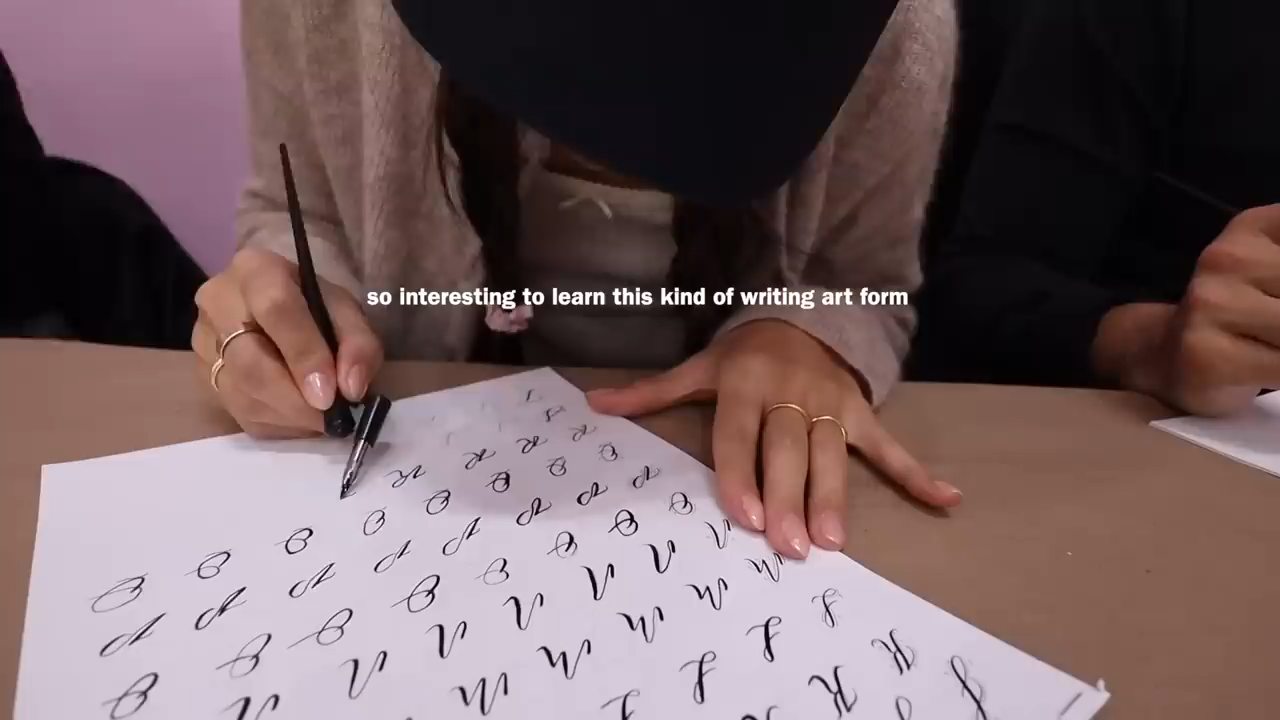 so interesting to learn this kind of writing art form
J J
K K
L L L L
M M M M M
N N N N N N N
O O O O O O O O
P P P P P P P P
Q Q Q Q Q Q Q Q
R R R R